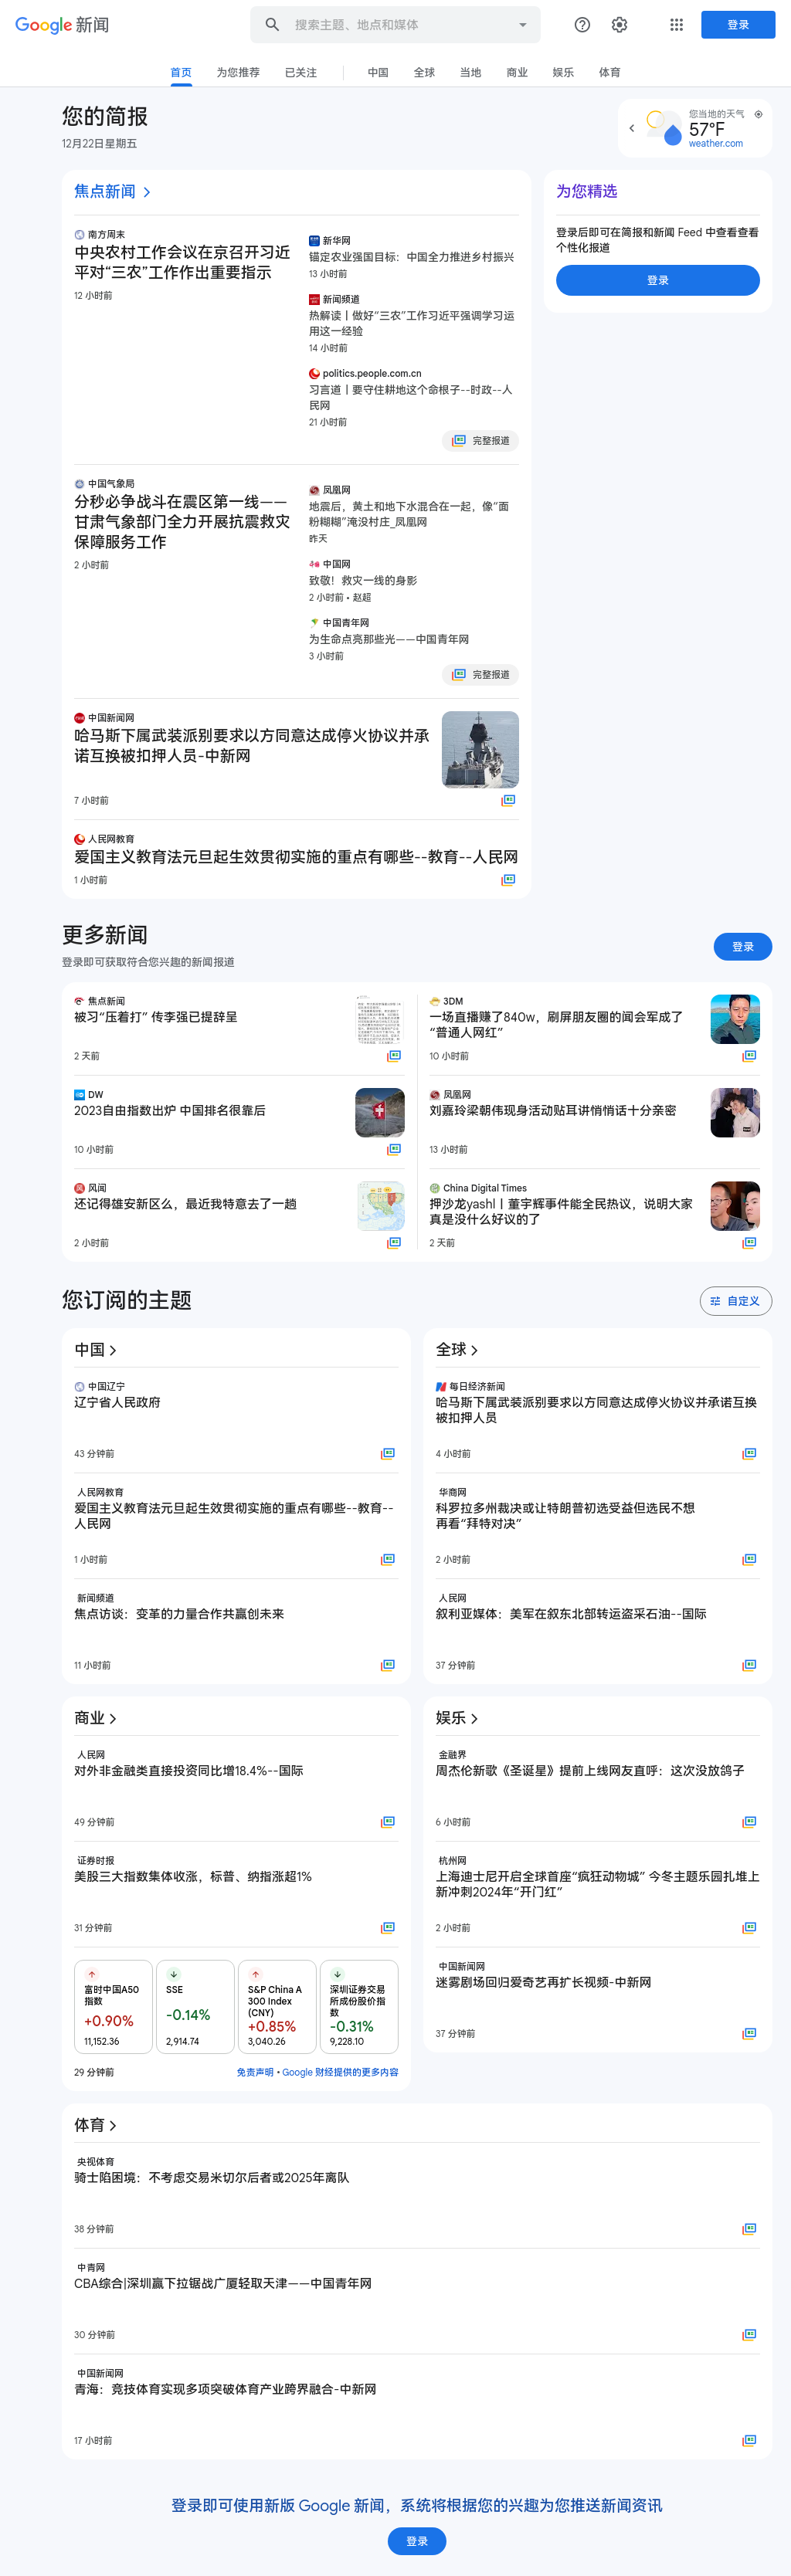 Google 新闻
搜索主题、地点和媒体
登录
首页
为您推荐
已关注
中国
全球
当地
商业
娱乐
体育
您的简报
12月22日星期五
您当地的天气
57°F
weather.com
焦点新闻
南方周末
中央农村工作会议在京召开习近
平对“三农”工作作出重要指示
12 小时前
新华网
锚定农业强国目标：中国全力推进乡村振兴
13 小时前
新闻频道
热解读丨做好“三农”工作习近平强调学习运
用这一经验
14 小时前
politics.people.com.cn
习言道丨要守住耕地这个命根子--时政--人
民网
21 小时前
完整报道
中国气象局
分秒必争战斗在震区第一线——
甘肃气象部门全力开展抗震救灾
保障服务工作
2 小时前
凤凰网
地震后，黄土和地下水混合在一起，像“面
粉糊糊”淹没村庄_凤凰网
昨天
中国网
致敬！救灾一线的身影
2 小时前 • 赵超
中国青年网
为生命点亮那些光——中国青年网
3 小时前
完整报道
中国新闻网
哈马斯下属武装派别要求以方同意达成停火协议并承
诺互换被扣押人员-中新网
7 小时前
人民网教育
爱国主义教育法元旦起生效贯彻实施的重点有哪些--教育--人民网
1 小时前
为您精选
登录后即可在简报和新闻 Feed 中查看查看
个性化报道
登录
更多新闻
登录即可获取符合您兴趣的新闻报道
登录
焦点新闻
被习“压着打” 传李强已提辞呈
2 天前
DW
2023自由指数出炉 中国排名很靠后
10 小时前
风闻
还记得雄安新区么，最近我特意去了一趟
2 小时前
3DM
一场直播赚了840w，刷屏朋友圈的闻会军成了
“普通人网红”
10 小时前
凤凰网
刘嘉玲梁朝伟现身活动贴耳讲悄悄话十分亲密
13 小时前
China Digital Times
押沙龙yashl丨董宇辉事件能全民热议，说明大家
真是没什么好议的了
2 天前
您订阅的主题
自定义
中国
中国辽宁
辽宁省人民政府
43 分钟前
人民网教育
爱国主义教育法元旦起生效贯彻实施的重点有哪些--教育--
人民网
1 小时前
新闻频道
焦点访谈：变革的力量合作共赢创未来
11 小时前
全球
每日经济新闻
哈马斯下属武装派别要求以方同意达成停火协议并承诺互换
被扣押人员
4 小时前
华商网
科罗拉多州裁决或让特朗普初选受益但选民不想
再看“拜特对决”
2 小时前
人民网
叙利亚媒体：美军在叙东北部转运盗采石油--国际
37 分钟前
商业
人民网
对外非金融类直接投资同比增18.4%--国际
49 分钟前
证券时报
美股三大指数集体收涨，标普、纳指涨超1%
31 分钟前
富时中国A50
指数
+0.90%
11,152.36
SSE
-0.14%
2,914.74
S&P China A
300 Index
(CNY)
+0.85%
3,040.26
深圳证券交易
所成份股价指
数
-0.31%
9,228.10
29 分钟前
免责声明 • Google 财经提供的更多内容
娱乐
金融界
周杰伦新歌《圣诞星》提前上线网友直呼：这次没放鸽子
6 小时前
杭州网
上海迪士尼开启全球首座“疯狂动物城” 今冬主题乐园扎堆上
新冲刺2024年“开门红”
2 小时前
中国新闻网
迷雾剧场回归爱奇艺再扩长视频-中新网
37 分钟前
体育
央视体育
骑士陷困境：不考虑交易米切尔后者或2025年离队
38 分钟前
中青网
CBA综合|深圳赢下拉锯战广厦轻取天津——中国青年网
30 分钟前
中国新闻网
青海：竞技体育实现多项突破体育产业跨界融合-中新网
17 小时前
登录即可使用新版 Google 新闻，系统将根据您的兴趣为您推送新闻资讯
登录